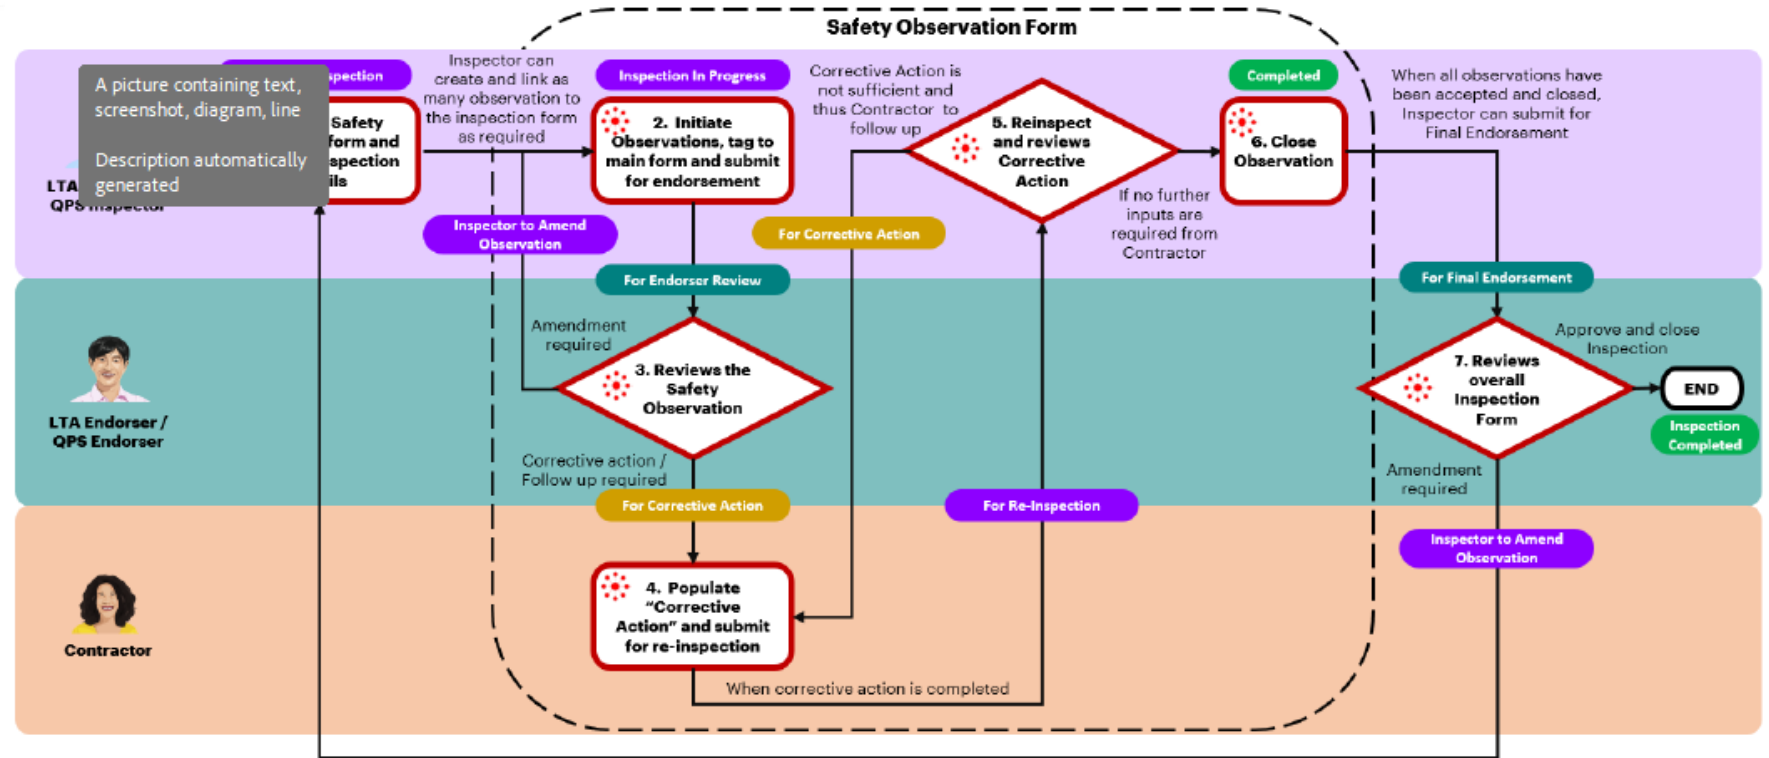 Safety Observation Form
A picture containing text,
screenshot, diagram, line
Description automatically
generated
spection
Safety
form and
spection
ils
LTA
QPS Inspector
Inspector can
create and link as
many observation to
the inspection form
as required
Inspection In Progress
2. Initiate
Observations, tag to
main form and submit
for endorsement
Corrective Action is
not sufficient and
thus Contractor to
follow up
5. Reinspect
and reviews
Corrective
Action
Completed
6. Close
Observation
When all observations have
been accepted and closed,
Inspector can submit for
Final Endorsement
If no further
inputs are
required from
Contractor
Inspector to Amend
Observation
For Corrective Action
For Endorser Review
For Final Endorsement
Amendment
required
3. Reviews the
Safety
Observation
Approve and close
Inspection
7. Reviews
overall
Inspection
Form
END
Inspection
Completed
LTA Endorser /
QPS Endorser
Corrective action /
Follow up required
Amendment
required
For Corrective Action
For Re-Inspection
Inspector to Amend
Observation
4. Populate
“Corrective
Action” and submit
for re-inspection
Contractor
When corrective action is completed